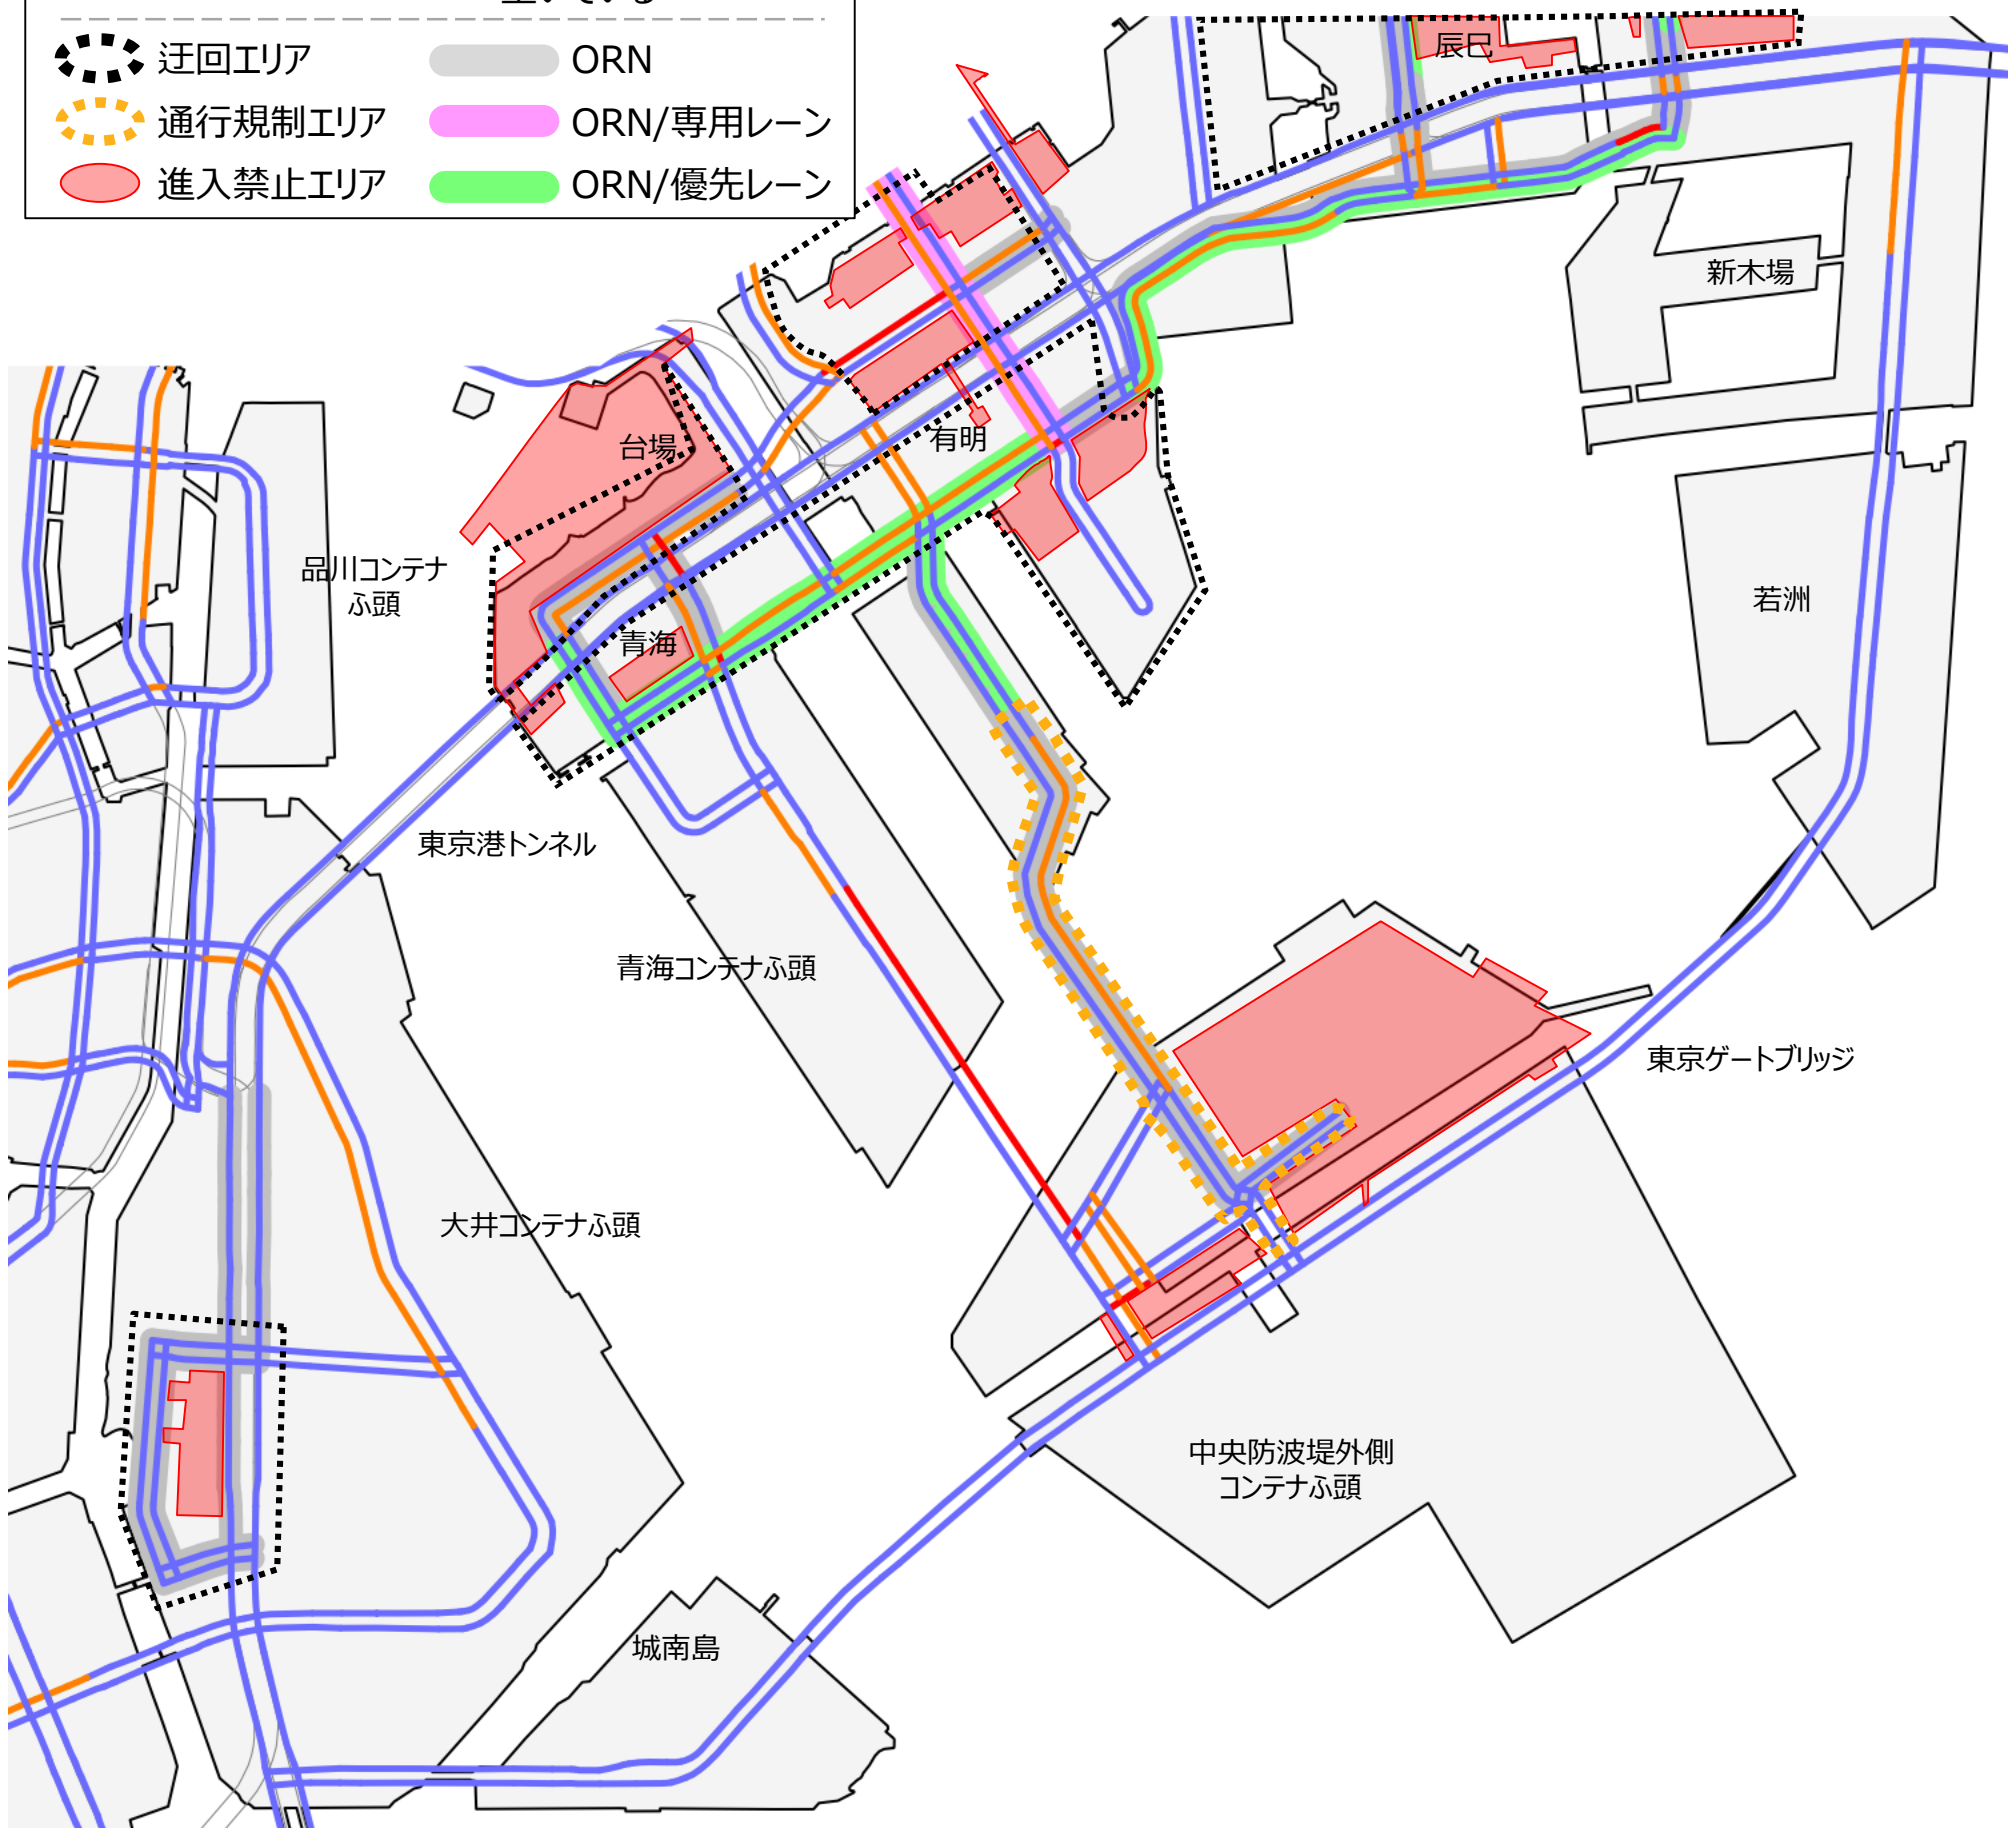 空いている
迂回エリア
ORN
通行規制エリア
ORN/専用レーン
進入禁止エリア
ORN/優先レーン
辰巳
新木場
有明
台場
品川コンテナ
ふ頭
青海
若洲
東京港トンネル
青海コンテナふ頭
東京ゲートブリッジ
大井コンテナふ頭
中央防波堤外側
コンテナふ頭
城南島